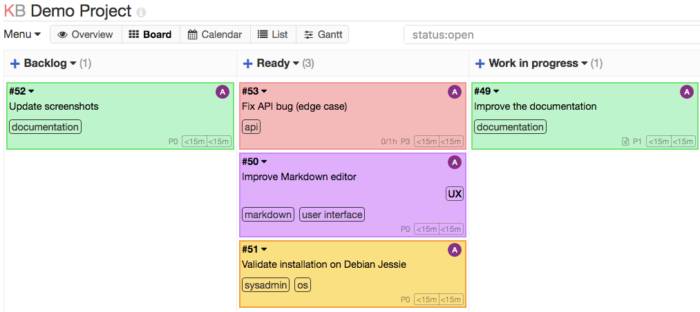 KB Demo Project
Menu Overview Board Calendar List Gantt status:open
+ Backlog (1)
#52 A
Update screenshots
documentation
P0 <15m <15m
+ Ready (3)
#53 A
Fix API bug (edge case)
api
0/1h P3 <15m <15m
#50 A
Improve Markdown editor
UX
markdown user interface
P0 <15m <15m
#51 A
Validate installation on Debian Jessie
sysadmin os
P0 <15m <15m
+ Work in progress (1)
#49 A
Improve the documentation
documentation
P1 <15m <15m